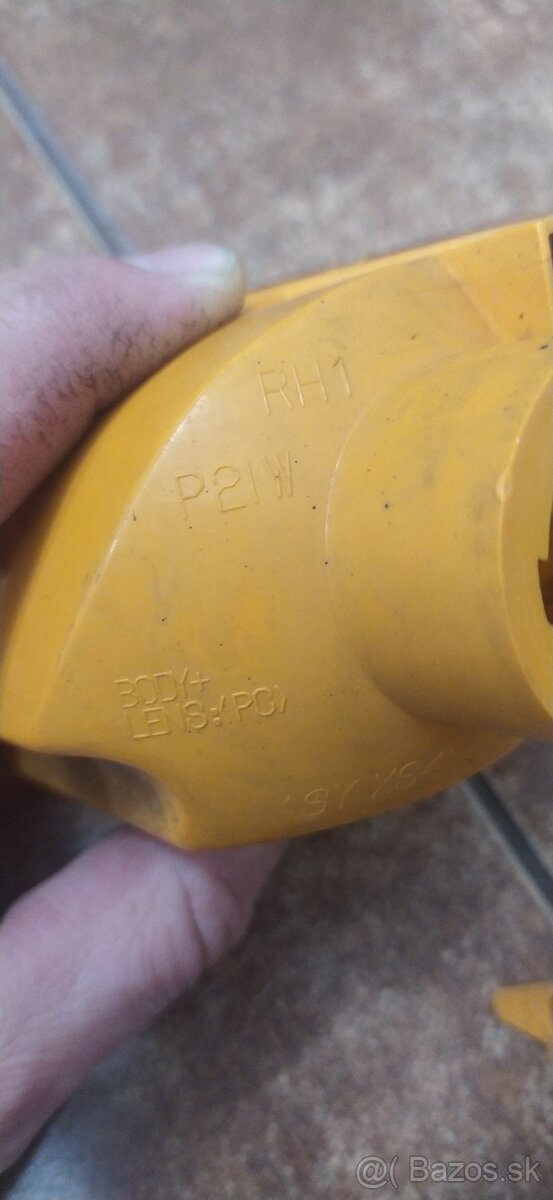 RH1
P21W
BODY+
LENS:<PC>
@( Bazos.sk